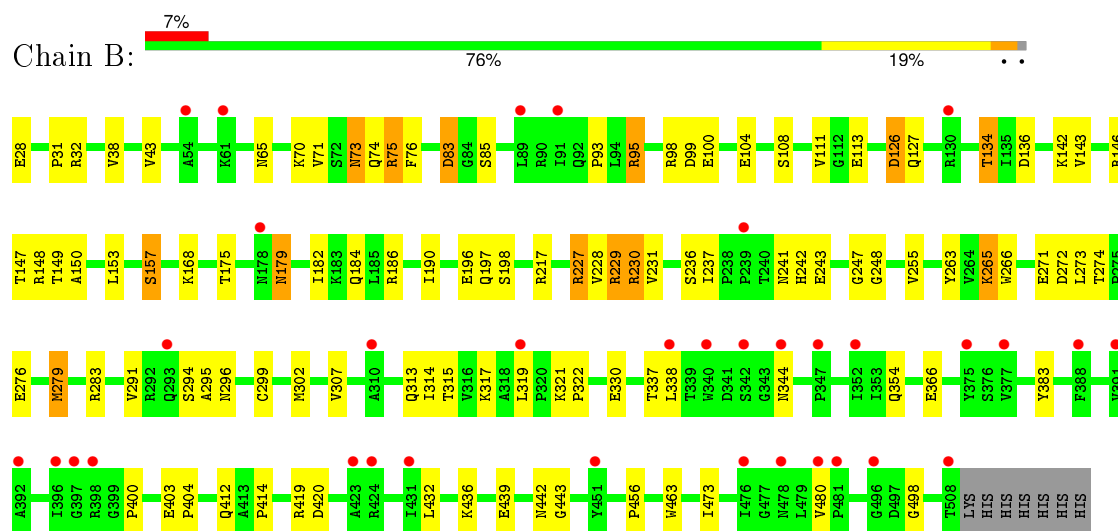 7%
Chain B:
76% 19% • •
E28 P31 R32 V38 V43 A54 K61 N65 K70 V71 S72 N73 Q74 R75 F76 D83 G84 S85 L89 R90 I91 Q92 P93 L94 R95 R98 D99 E100 E104 S108 V111 G112 E113 D126 Q127 R130 T134 I135 D136 K142 V143 R146
T147 R148 T149 A150 L153 S157 K168 T175 N178 N179 I182 K183 Q184 L185 R186 I190 E196 Q197 S198 R217 R227 V228 R229 R230 V231 S236 I237 P238 P239 T240 N241 H242 E243 G247 G248 V255 Y263 V264 K265 W266 E271 D272 L273 T274 P275
E276 M279 R283 V291 R292 Q293 S294 A295 N296 C299 M302 V307 A310 Q313 I314 T315 V316 K317 A318 L319 P320 K321 P322 E330 T337 L338 T339 W340 D341 S342 G343 N344 P347 I352 I353 Q354 E366 Y375 S376 V377 Y383 F388
A392 I396 G397 R398 G399 P400 E403 P404 Q412 A413 P414 R419 D420 A423 R424 I431 L432 K436 E439 N442 G443 Y451 P456 W463 I473 I476 G477 N478 L479 V480 P481 G496 D497 G498 T508 LYS HIS HIS HIS HIS HIS HIS